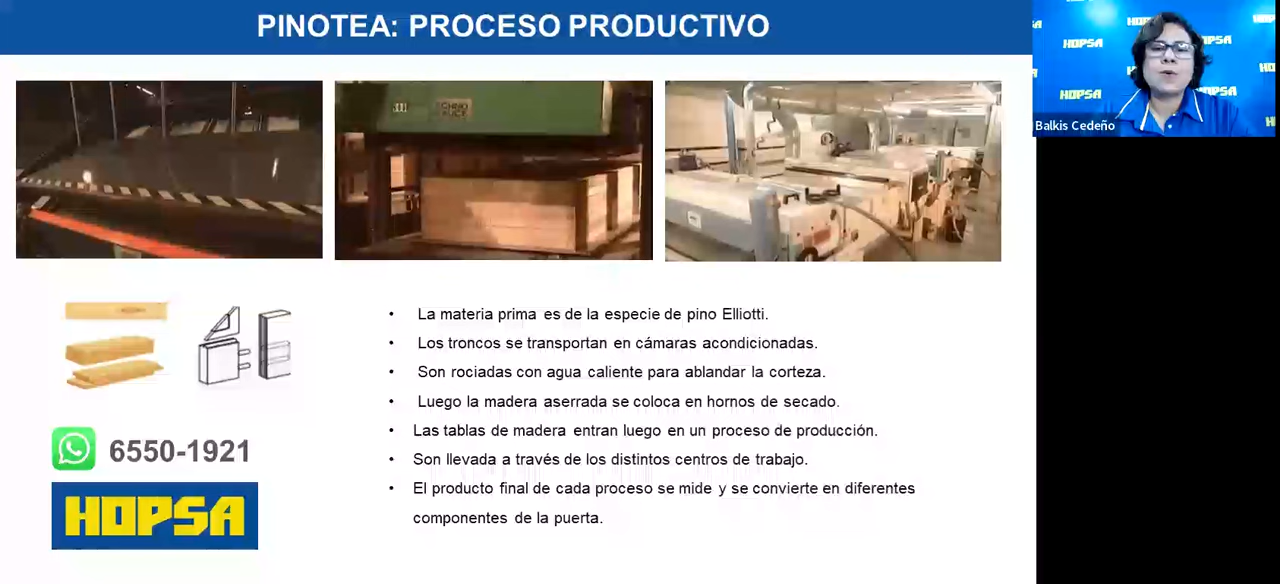 PINOTEA: PROCESO PRODUCTIVO
HOPSA
HOPSA
Balkis Cedeño
• La materia prima es de la especie de pino Elliotti.
• Los troncos se transportan en cámaras acondicionadas.
• Son rociadas con agua caliente para ablandar la corteza.
• Luego la madera aserrada se coloca en hornos de secado.
• Las tablas de madera entran luego en un proceso de producción.
• Son llevada a través de los distintos centros de trabajo.
• El producto final de cada proceso se mide y se convierte en diferentes
componentes de la puerta.
6550-1921
HOPSA